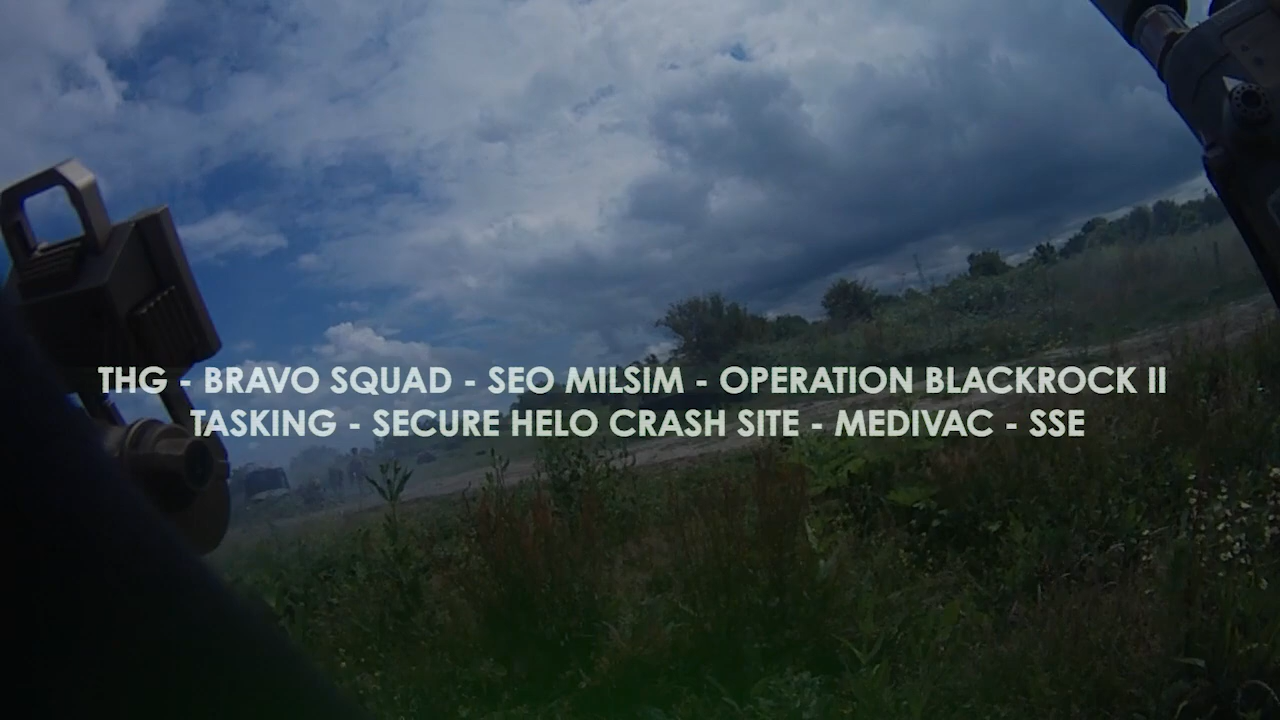 THG - BRAVO SQUAD - SEO MILSIM - OPERATION BLACKROCK II
TASKING - SECURE HELO CRASH SITE - MEDIVAC - SSE